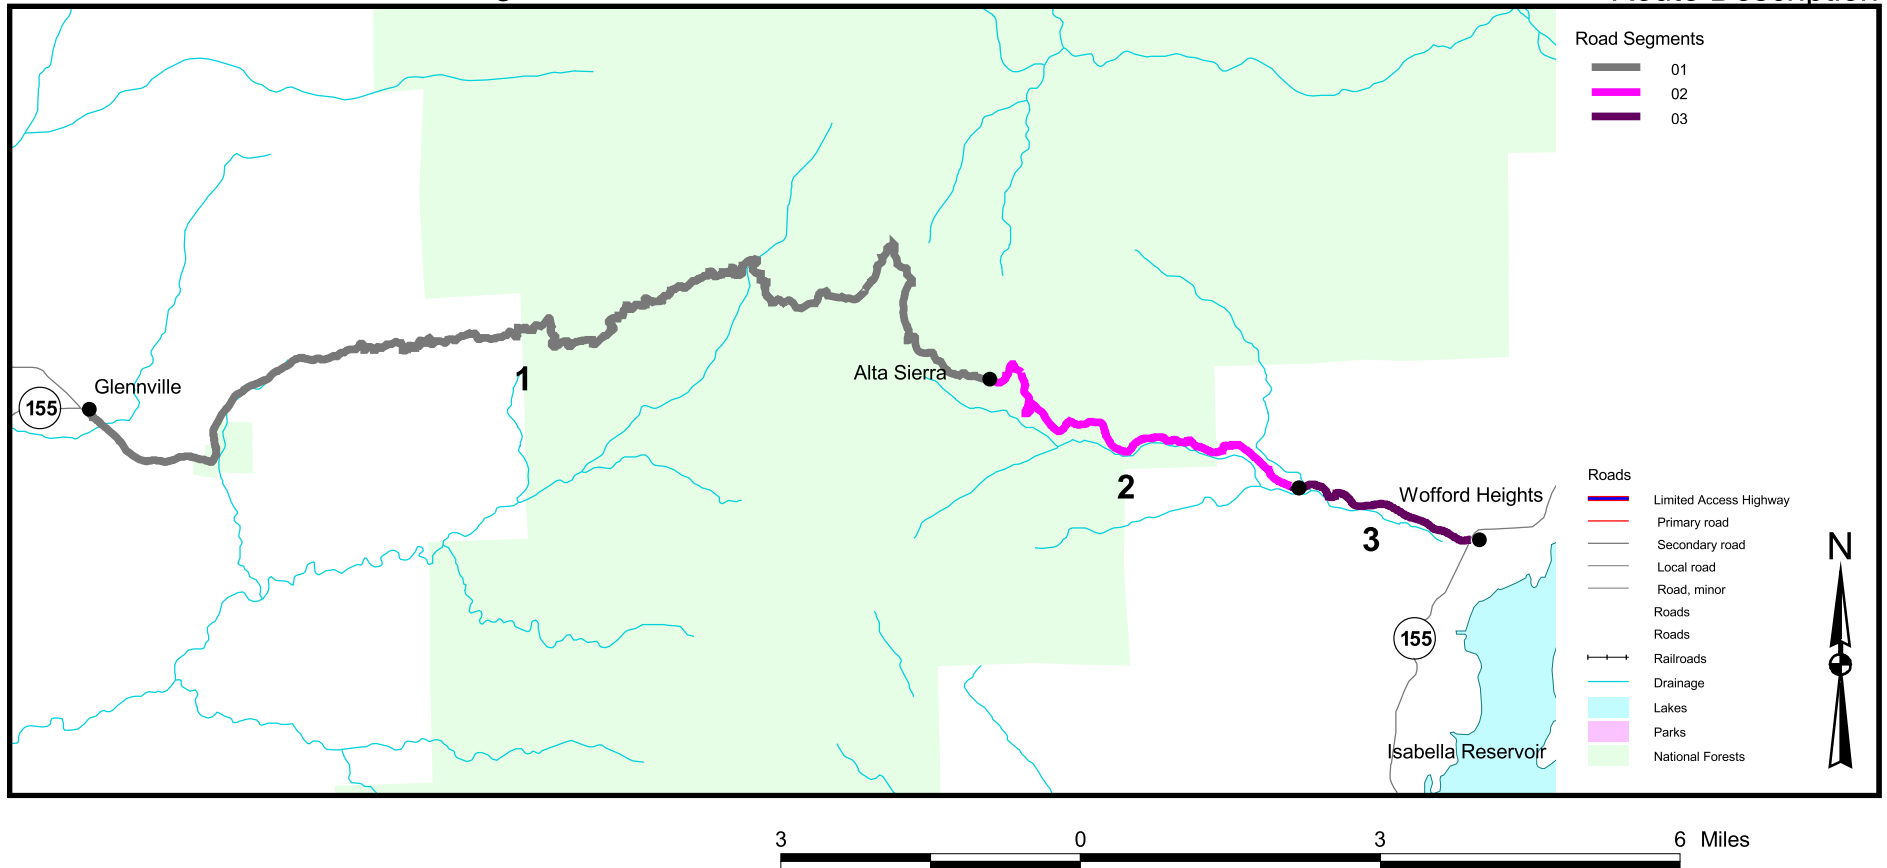 Route Description
Road Segments
01
02
03
Glennville
155
1
Alta Sierra
2
Wofford Heights
3
155
Isabella Reservoir
Roads
Limited Access Highway
Primary road
Secondary road
Local road
Road, minor
Roads
Roads
Railroads
Drainage
Lakes
Parks
National Forests
N
3 0 3 6 Miles